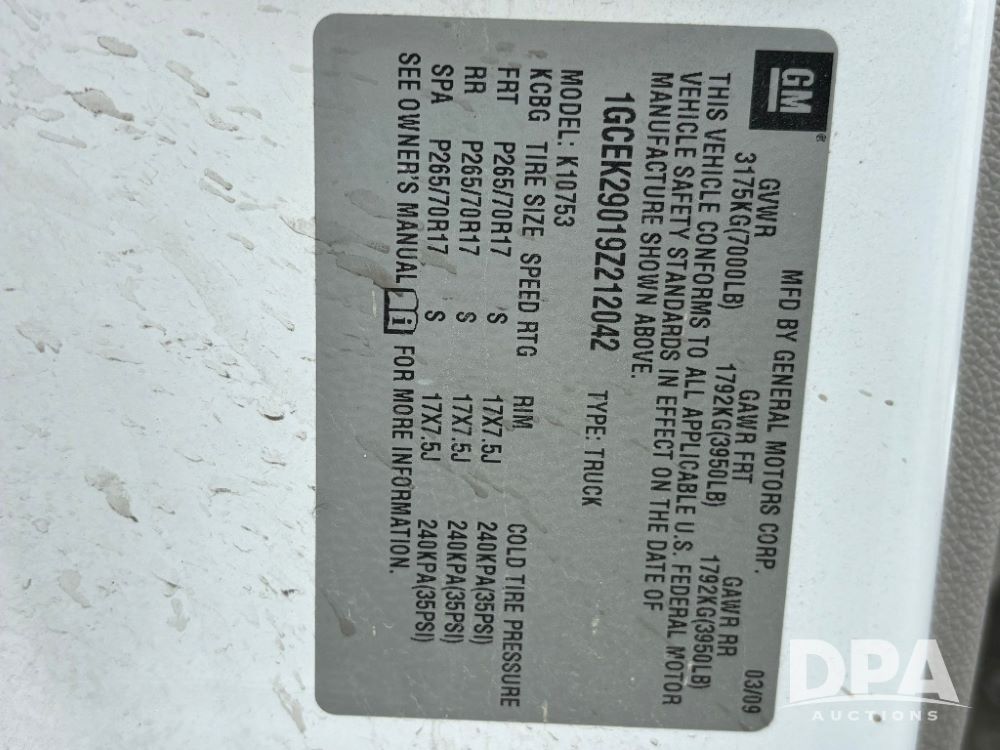 GM
MFD BY GENERAL MOTORS CORP. 03/09
GVWR GAWR FRT GAWR RR
3175KG(7000LB) 1792KG(3950LB) 1792KG(3950LB)
THIS VEHICLE CONFORMS TO ALL APPLICABLE U.S. FEDERAL MOTOR
VEHICLE SAFETY STANDARDS IN EFFECT ON THE DATE OF
MANUFACTURE SHOWN ABOVE.
1GCEK29019Z212042 TYPE: TRUCK
MODEL: K10753
KCBG TIRE SIZE SPEED RTG RIM COLD TIRE PRESSURE
FRT P265/70R17 'S 17X7.5J 240KPA(35PSI)
RR P265/70R17 S 17X7.5J 240KPA(35PSI)
SPA P265/70R17 S 17X7.5J 240KPA(35PSI)
SEE OWNER'S MANUAL i FOR MORE INFORMATION.
DPA
AUCTIONS